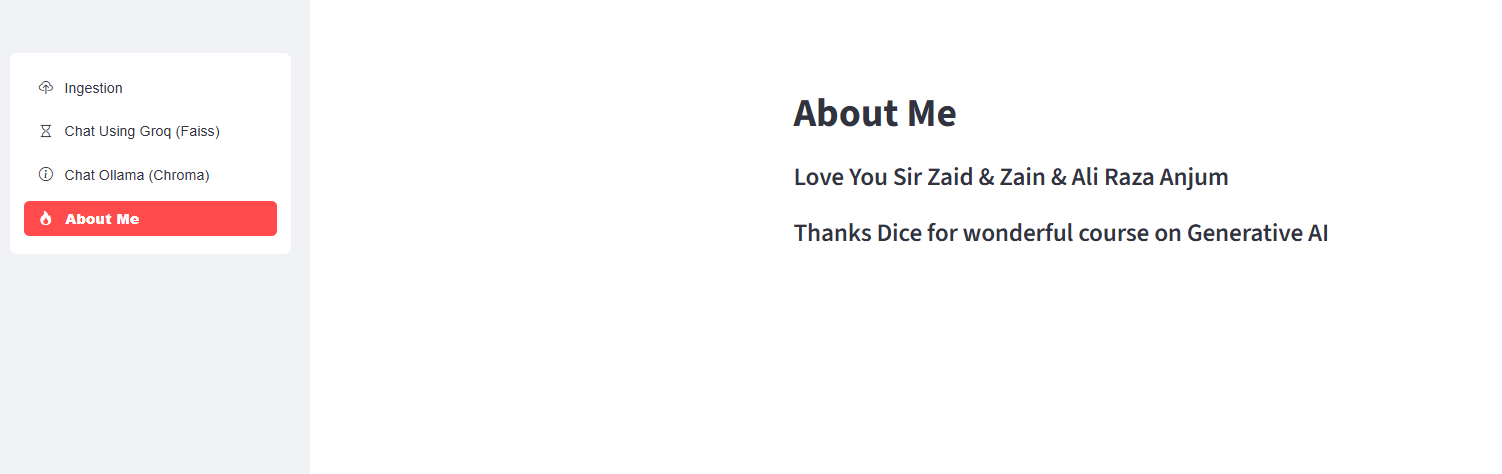 Ingestion
Chat Using Groq (Faiss)
Chat Ollama (Chroma)
About Me
About Me
Love You Sir Zaid & Zain & Ali Raza Anjum
Thanks Dice for wonderful course on Generative AI